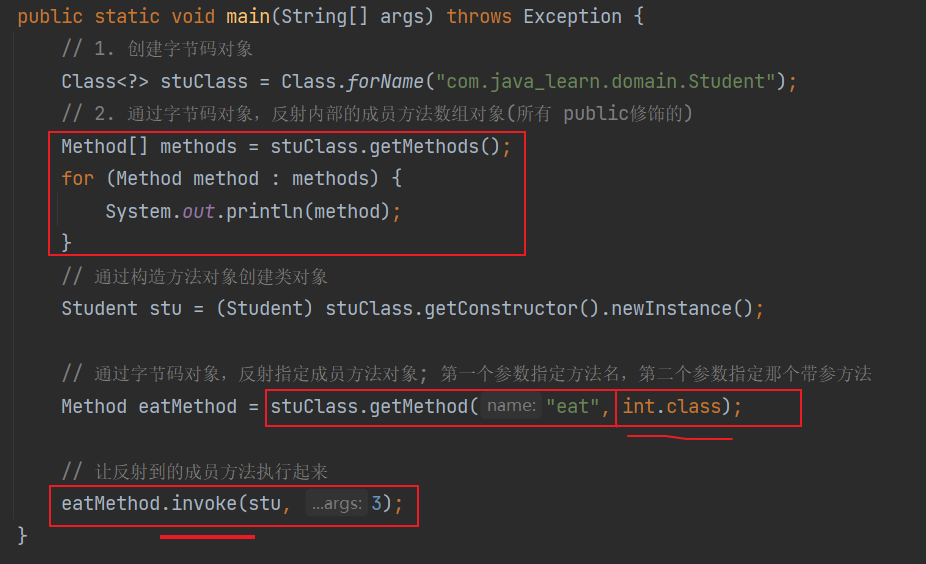 public static void main(String[] args) throws Exception {
// 1. 创建字节码对象
Class<?> stuClass = Class.forName("com.java_learn.domain.Student");
// 2. 通过字节码对象，反射内部的成员方法数组对象(所有 public修饰的)
Method[] methods = stuClass.getMethods();
for (Method method : methods) {
System.out.println(method);
}
// 通过构造方法对象创建类对象
Student stu = (Student) stuClass.getConstructor().newInstance();
// 通过字节码对象，反射指定成员方法对象; 第一个参数指定方法名，第二个参数指定那个带参方法
Method eatMethod = stuClass.getMethod( name: "eat", int.class);
// 让反射到的成员方法执行起来
eatMethod.invoke(stu, ...args: 3);
}